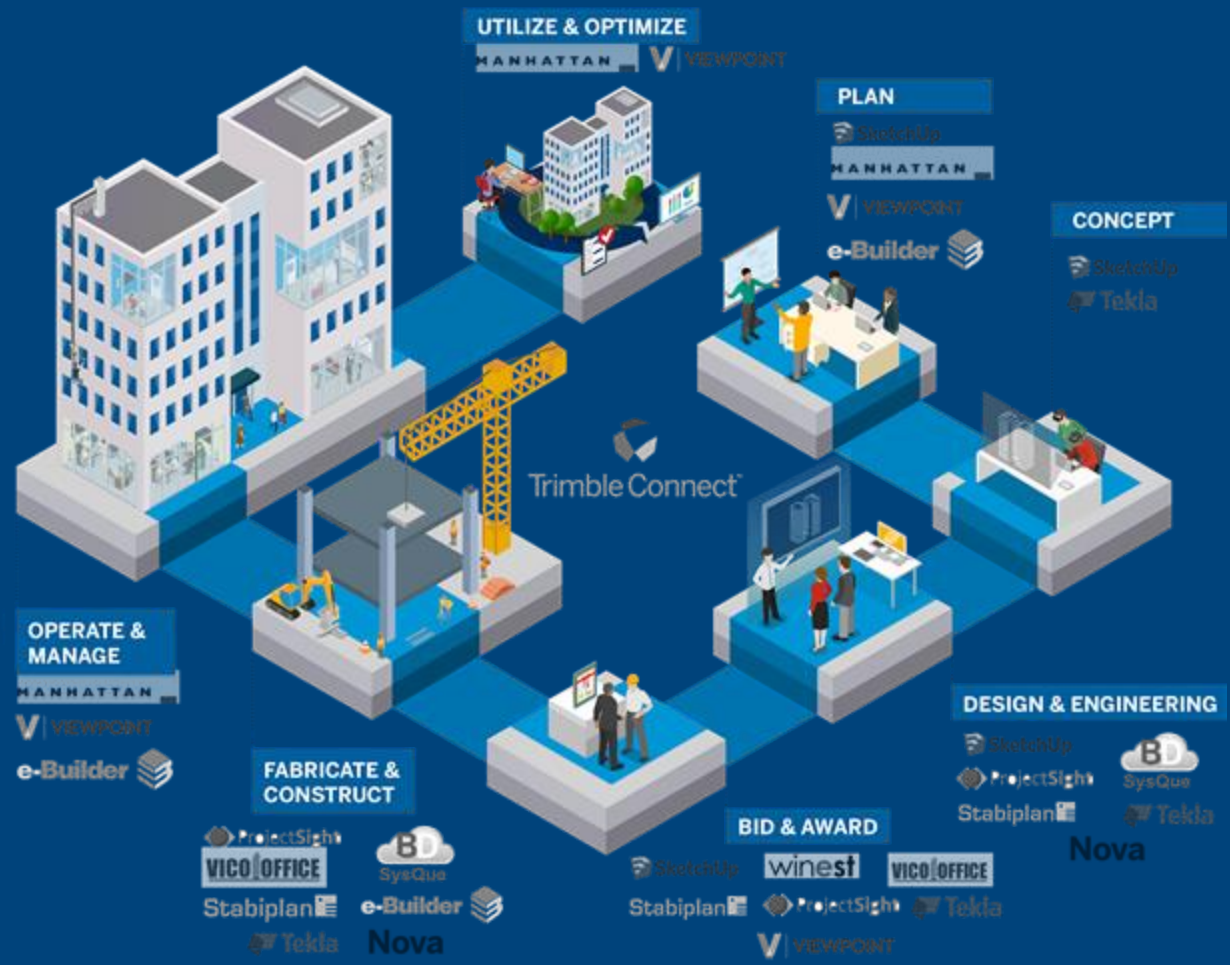 UTILIZE & OPTIMIZE
MANHATTAN
V VIEWPOINT
PLAN
SketchUp
MANHATTAN
V VIEWPOINT
e-Builder
CONCEPT
SketchUp
Tekla
Trimble Connect™
OPERATE &
MANAGE
MANHATTAN
V VIEWPOINT
e-Builder
FABRICATE &
CONSTRUCT
ProjectSight
VICO OFFICE
BD
SysQue
Stabiplan
e-Builder
Tekla
Nova
BID & AWARD
SketchUp
winest
VICO OFFICE
Stabiplan
ProjectSight
Tekla
V VIEWPOINT
DESIGN & ENGINEERING
SketchUp
BD
ProjectSight
SysQue
Stabiplan
Tekla
Nova